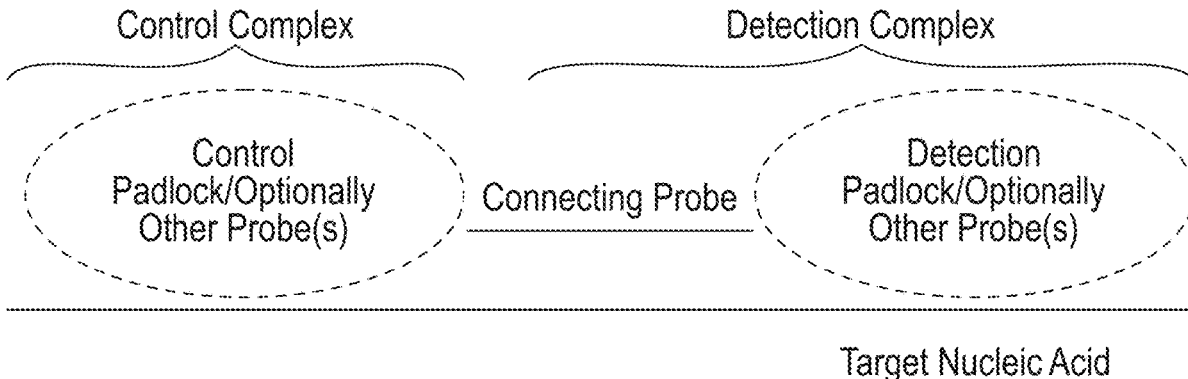 Control Complex
Detection Complex
Control
Padlock/Optionally
Other Probe(s)
Connecting Probe
Detection
Padlock/Optionally
Other Probe(s)
Target Nucleic Acid